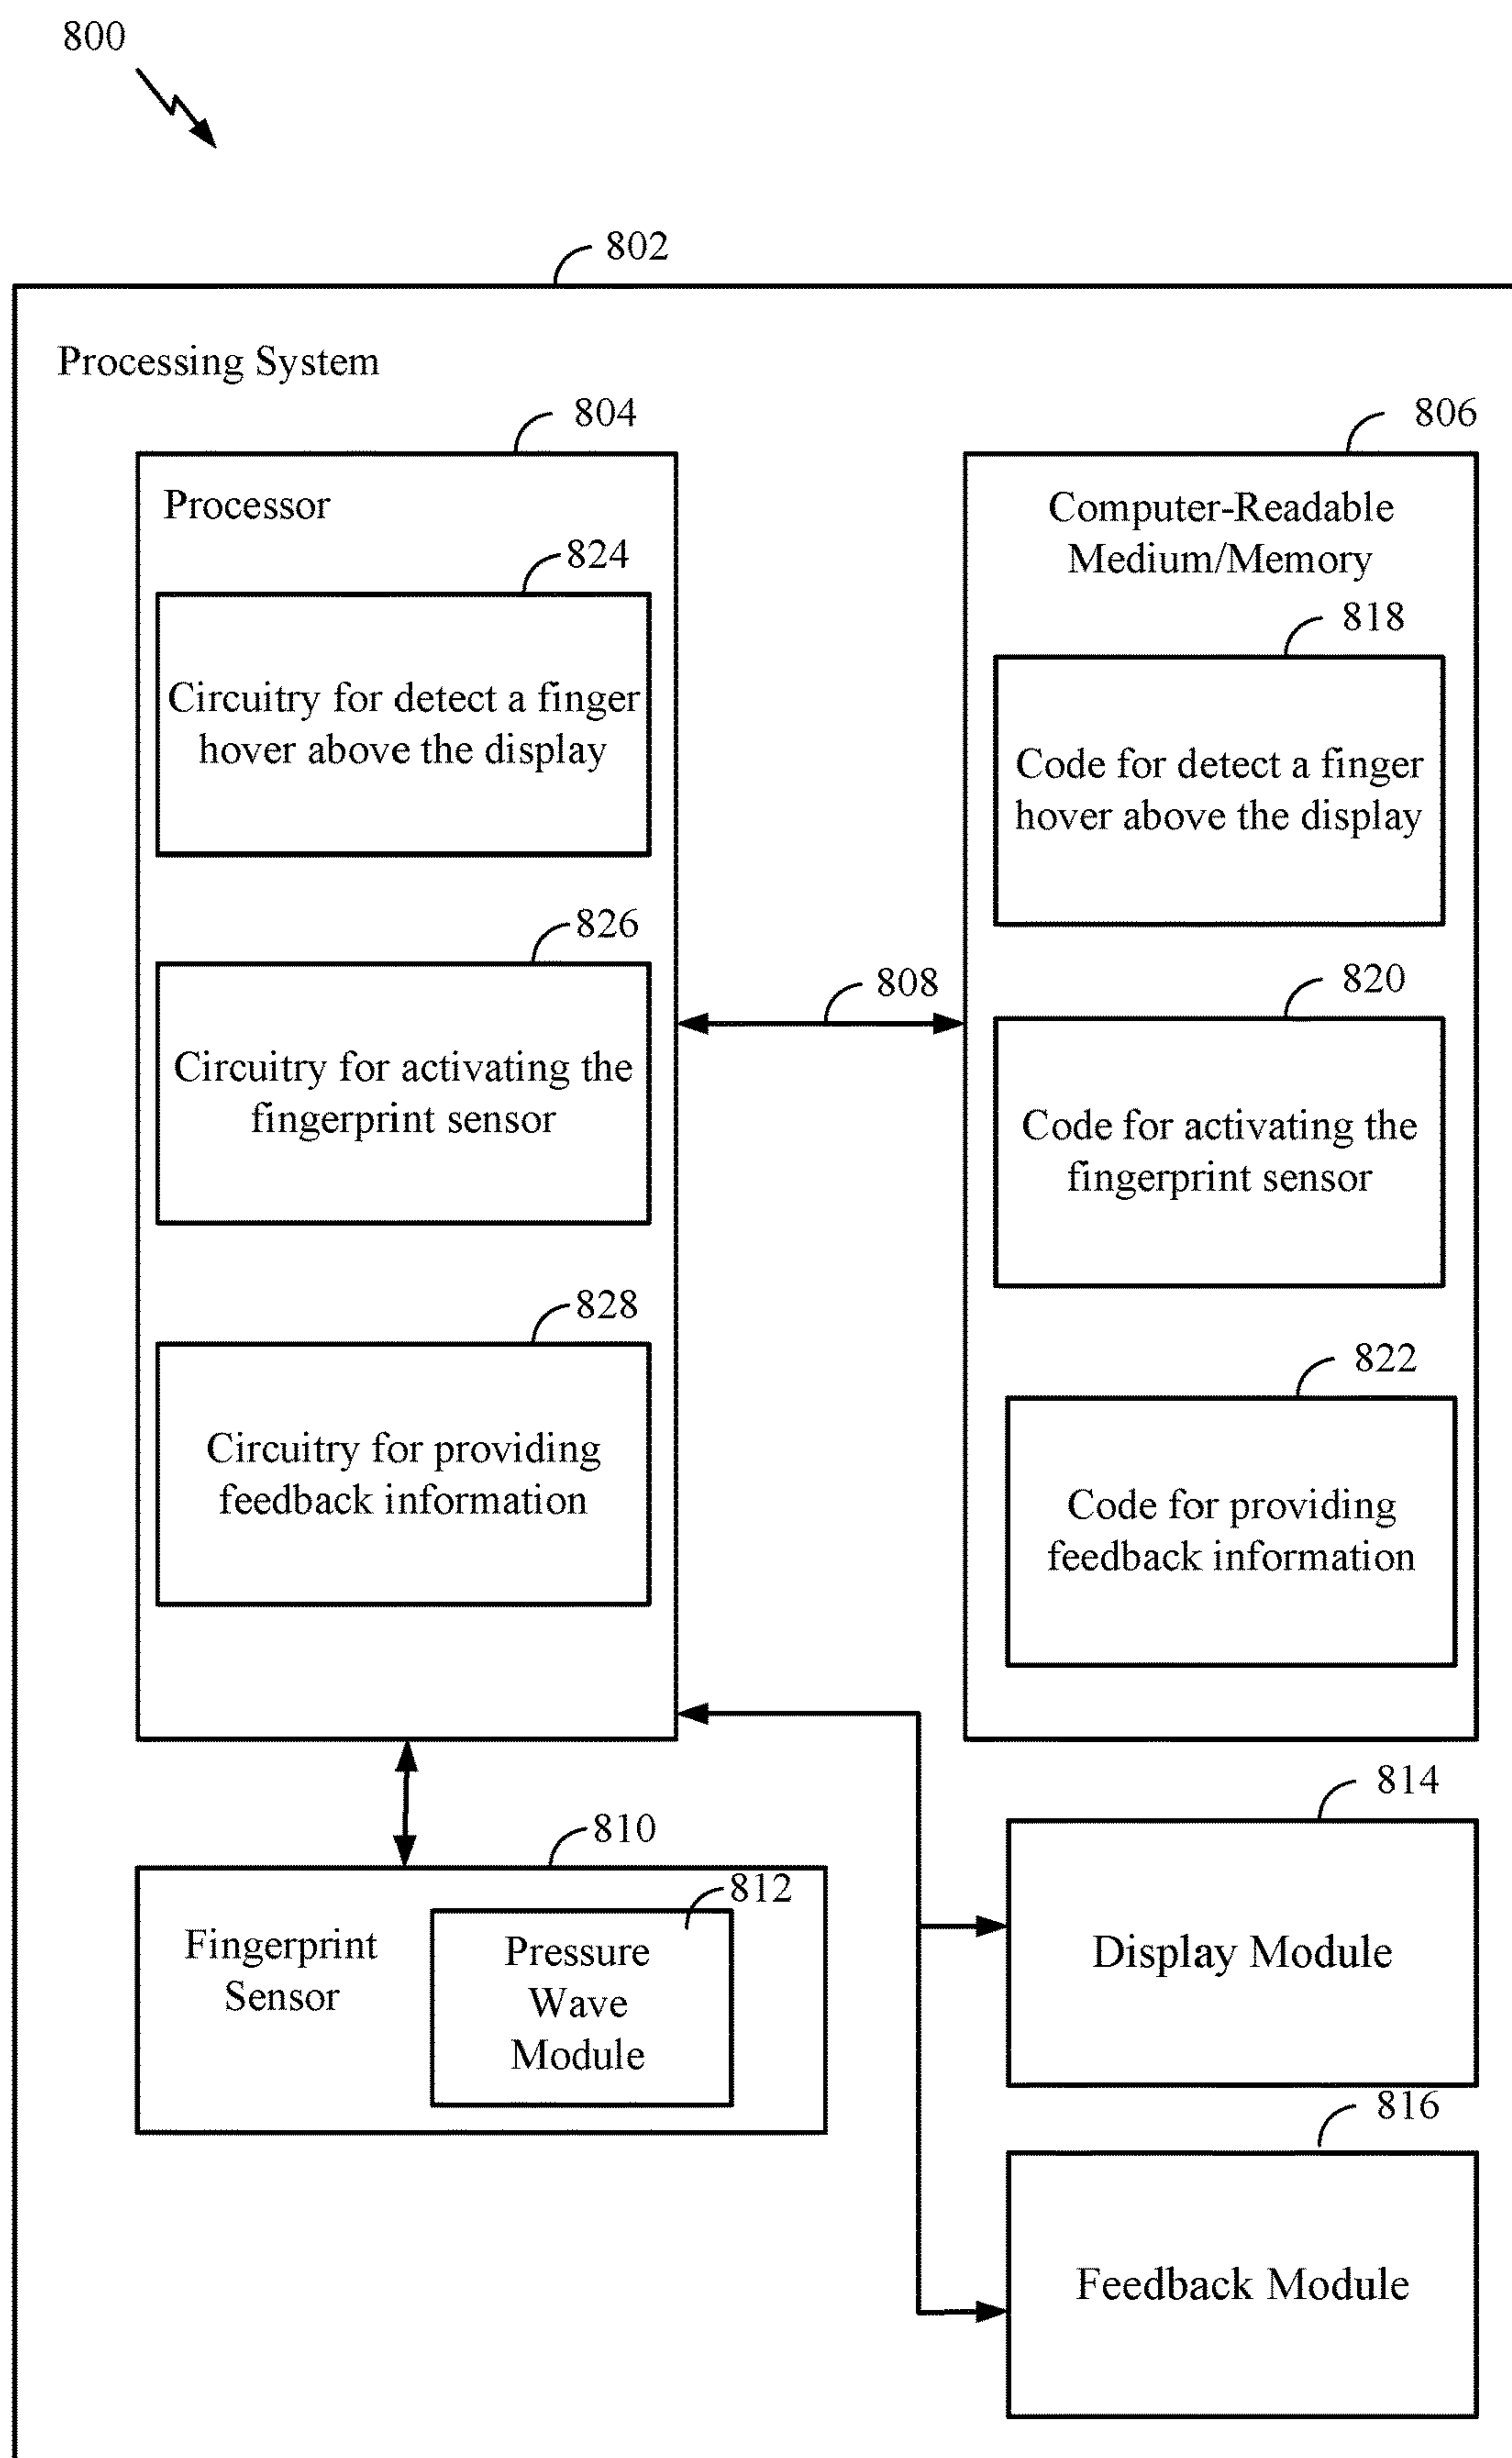 800
802
Processing System
804
Processor
824
Circuitry for detect a finger
hover above the display
826
Circuitry for activating the
fingerprint sensor
828
Circuitry for providing
feedback information
808
806
Computer-Readable
Medium/Memory
818
Code for detect a finger
hover above the display
820
Code for activating the
fingerprint sensor
822
Code for providing
feedback information
810
Fingerprint
Sensor
812
Pressure
Wave
Module
814
Display Module
816
Feedback Module